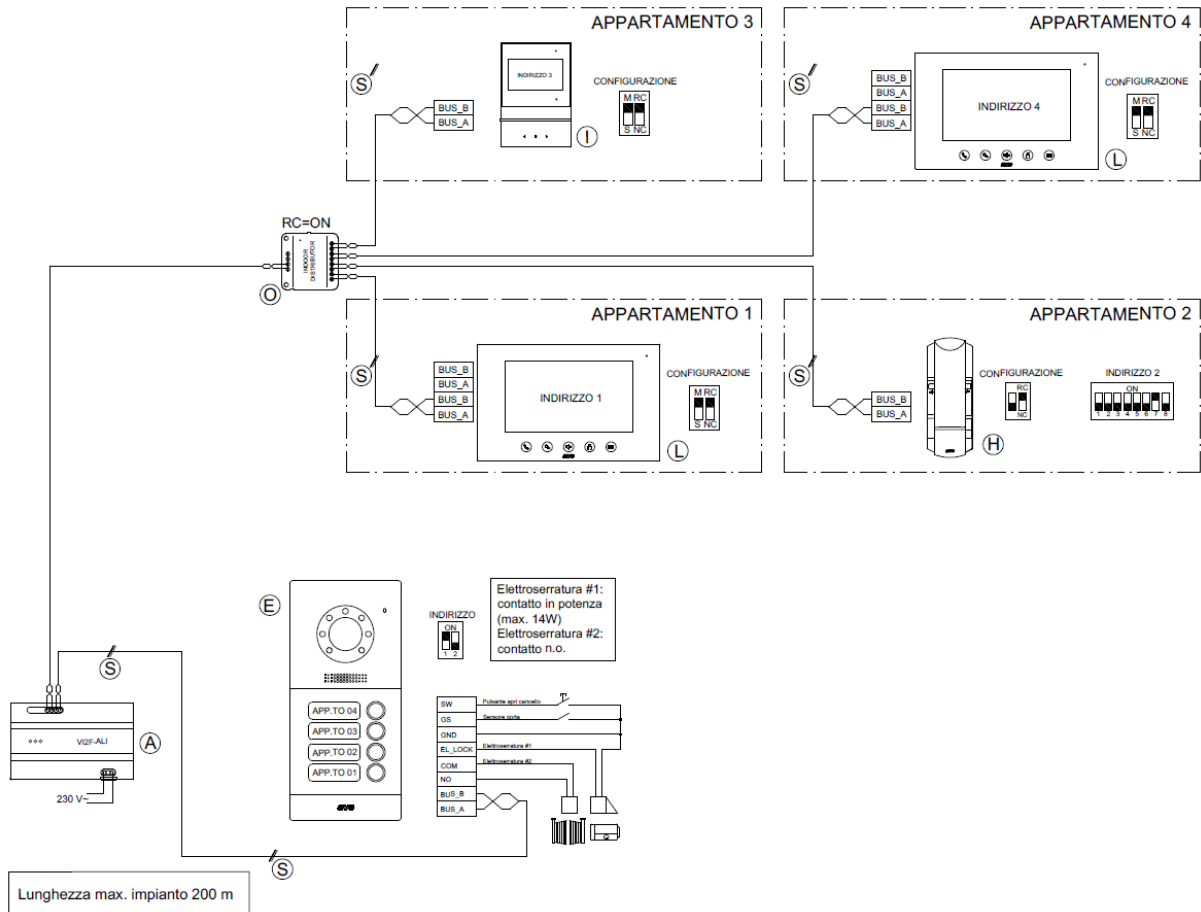 APPARTAMENTO 3
S
INDIRIZZO 3
CONFIGURAZIONE
M RC
S NC
BUS_B
BUS_A
I
APPARTAMENTO 4
S
BUS_B
BUS_A
BUS_B
BUS_A
INDIRIZZO 4
CONFIGURAZIONE
M RC
S NC
L
RC=ON
INDOOR
DISTRIBUTOR
O
APPARTAMENTO 1
S
BUS_B
BUS_A
BUS_B
BUS_A
INDIRIZZO 1
CONFIGURAZIONE
M RC
S NC
L
APPARTAMENTO 2
S
BUS_B
BUS_A
CONFIGURAZIONE
RC
NC
INDIRIZZO 2
ON
1 2 3 4 5 6 7 8
H
E
INDIRIZZO
ON
1 2
Elettroserratura #1:
contatto in potenza
(max. 14W)
Elettroserratura #2:
contatto n.o.
APP.TO 04
APP.TO 03
APP.TO 02
APP.TO 01
AVE
SW Pulsante apri cancello
GS Sensore porta
GND
EL_LOCK Elettroserratura #1
COM Elettroserratura #2
NO
BUS_B
BUS_A
S
VI2F-ALI
A
230 V~
S
Lunghezza max. impianto 200 m